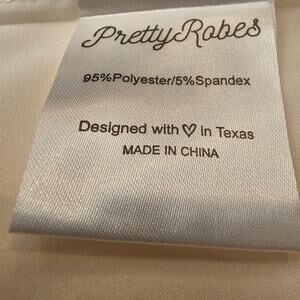 PrettyRobes
95%Polyester/5%Spandex
Designed with ♡ in Texas
MADE IN CHINA